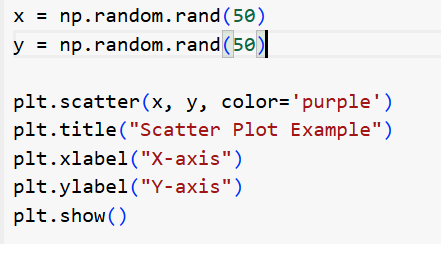 x = np.random.rand(50)
y = np.random.rand(50)
plt.scatter(x, y, color='purple')
plt.title("Scatter Plot Example")
plt.xlabel("X-axis")
plt.ylabel("Y-axis")
plt.show()